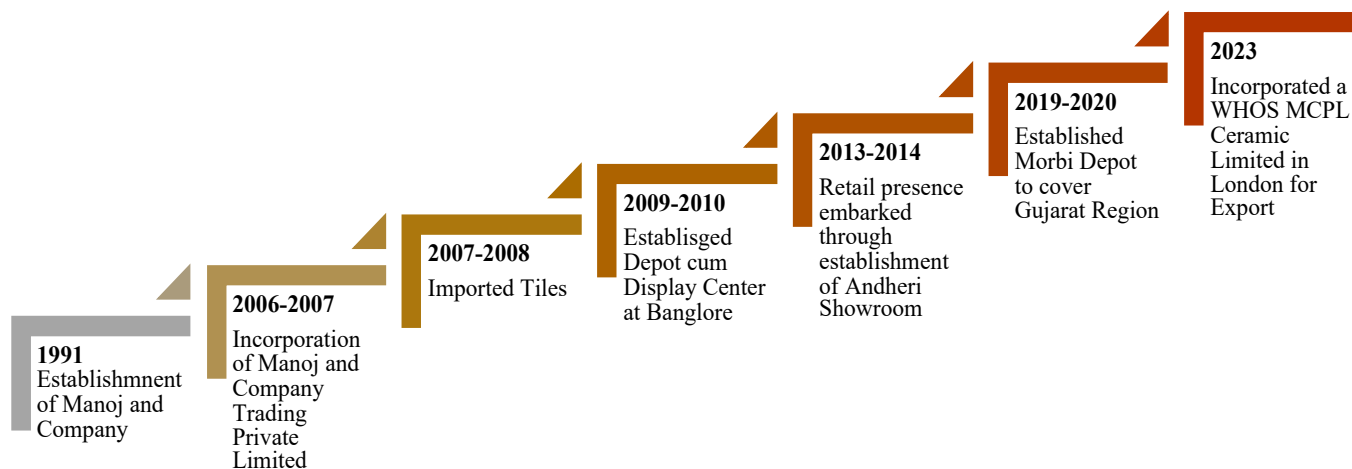 1991
Establishmnent
of Manoj and
Company
2006-2007
Incorporation
of Manoj and
Company
Trading
Private
Limited
2007-2008
Imported Tiles
2009-2010
Establisged
Depot cum
Display Center
at Banglore
2013-2014
Retail presence
embarked
through
establishment
of Andheri
Showroom
2019-2020
Established
Morbi Depot
to cover
Gujarat Region
2023
Incorporated a
WHOS MCPL
Ceramic
Limited in
London for
Export